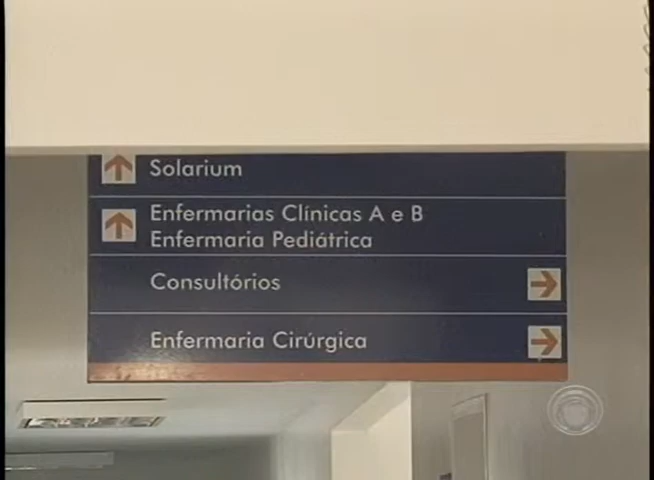 Solarium
Enfermarias Clínicas A e B
Enfermaria Pediátrica
Consultórios
Enfermaria Cirúrgica